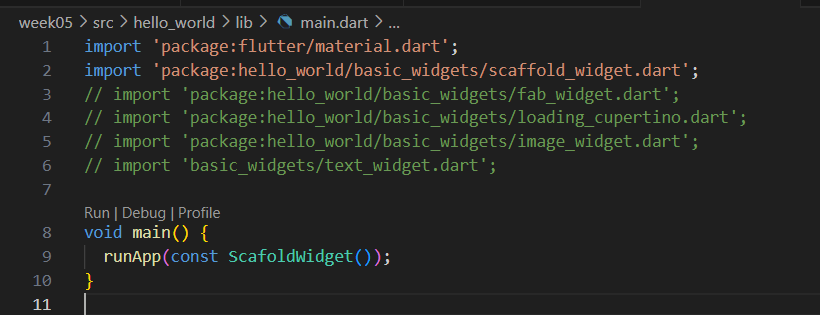 week05 > src > hello_world > lib > main.dart > ...
1 import 'package:flutter/material.dart';
2 import 'package:hello_world/basic_widgets/scaffold_widget.dart';
3 // import 'package:hello_world/basic_widgets/fab_widget.dart';
4 // import 'package:hello_world/basic_widgets/loading_cupertino.dart';
5 // import 'package:hello_world/basic_widgets/image_widget.dart';
6 // import 'basic_widgets/text_widget.dart';
7
Run | Debug | Profile
8 void main() {
9   runApp(const ScafoldWidget());
10 }
11